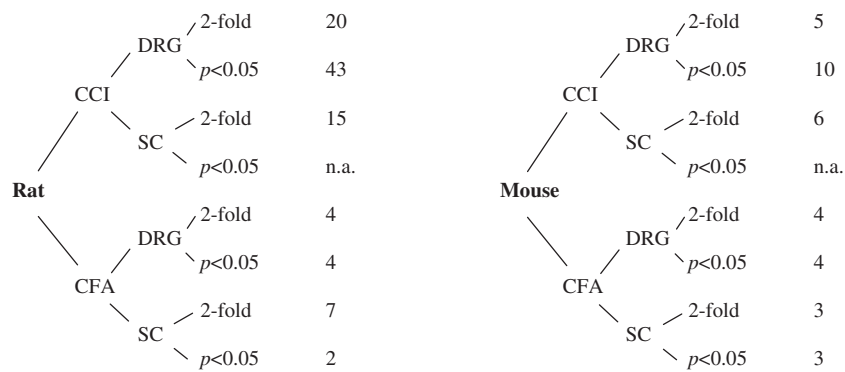 2-fold 20 2-fold 5
DRG DRG
p<0.05 43 p<0.05 10
CCI CCI
2-fold 15 2-fold 6
SC SC
p<0.05 n.a. p<0.05 n.a.
Rat Mouse
2-fold 4 2-fold 4
DRG DRG
p<0.05 4 p<0.05 4
CFA CFA
2-fold 7 2-fold 3
SC SC
p<0.05 2 p<0.05 3